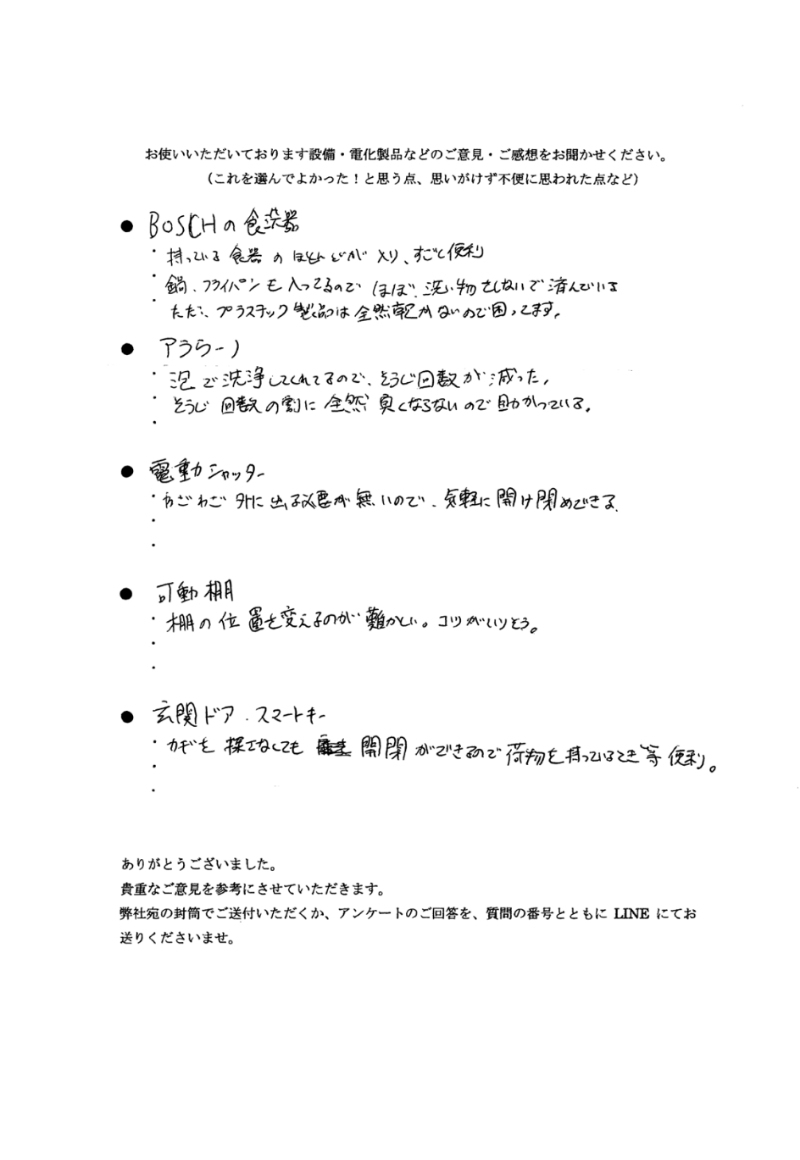 お使いいただいております設備・電化製品などのご意見・ご感想をお聞かせください。
（これを選んでよかった！と思う点、思いがけず不便に思われた点など）
● BOSCHの食洗器
・持っている食器のほとんどが入り、すごく便利
・鍋、フライパンも入ってるので ほぼ、洗い物をしないで済んでいる
・ただ、プラスチック製品は全然乾かないので困ってます。
● アラウーノ
・泡で洗浄してくれてるので、そうじ回数が減った。
・そうじ回数の割に全然臭くならないので助かっている。
・
● 電動シャッター
・わざわざ外に出る必要が無いので、気軽に開け閉めできる.
・
・
● 可動棚
・棚の位置を変えるのが難かしい。コツがいりそう。
・
・
● 玄関ドア.スマートキー
・カギを探さなくても 開閉ができるので荷物を持っているとき等便利。
・
・
ありがとうございました。
貴重なご意見を参考にさせていただきます。
弊社宛の封筒でご送付いただくか、アンケートのご回答を、質問の番号とともに LINE にてお
送りくださいませ。